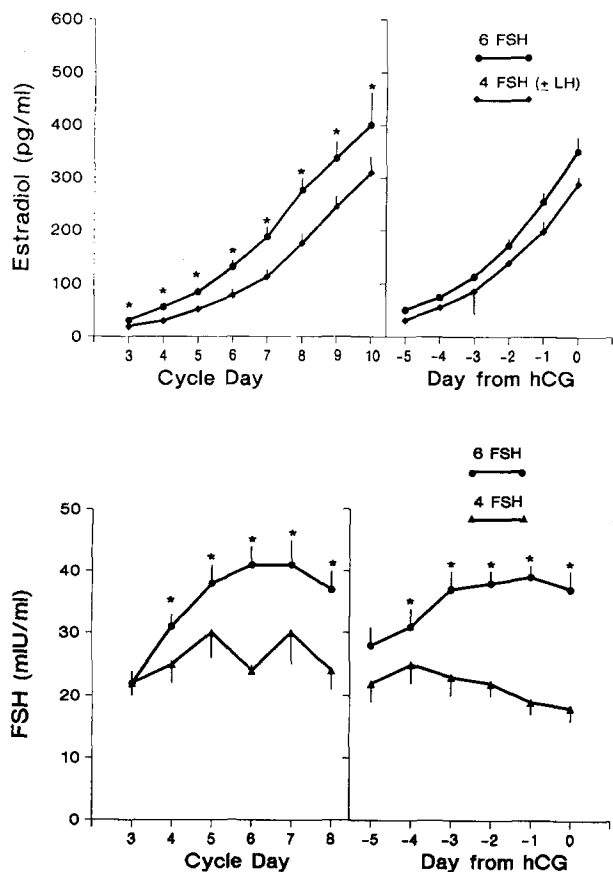 600
500
400
300
200
100
0
Estradiol (pg/ml)
* * * * * * * *
3 4 5 6 7 8 9 10
Cycle Day
6 FSH
4 FSH (± LH)
-5 -4 -3 -2 -1 0
Day from hCG
50
40
30
20
10
0
FSH (mIU/ml)
* * * * *
3 4 5 6 7 8
Cycle Day
6 FSH
4 FSH
* * * * *
-5 -4 -3 -2 -1 0
Day from hCG